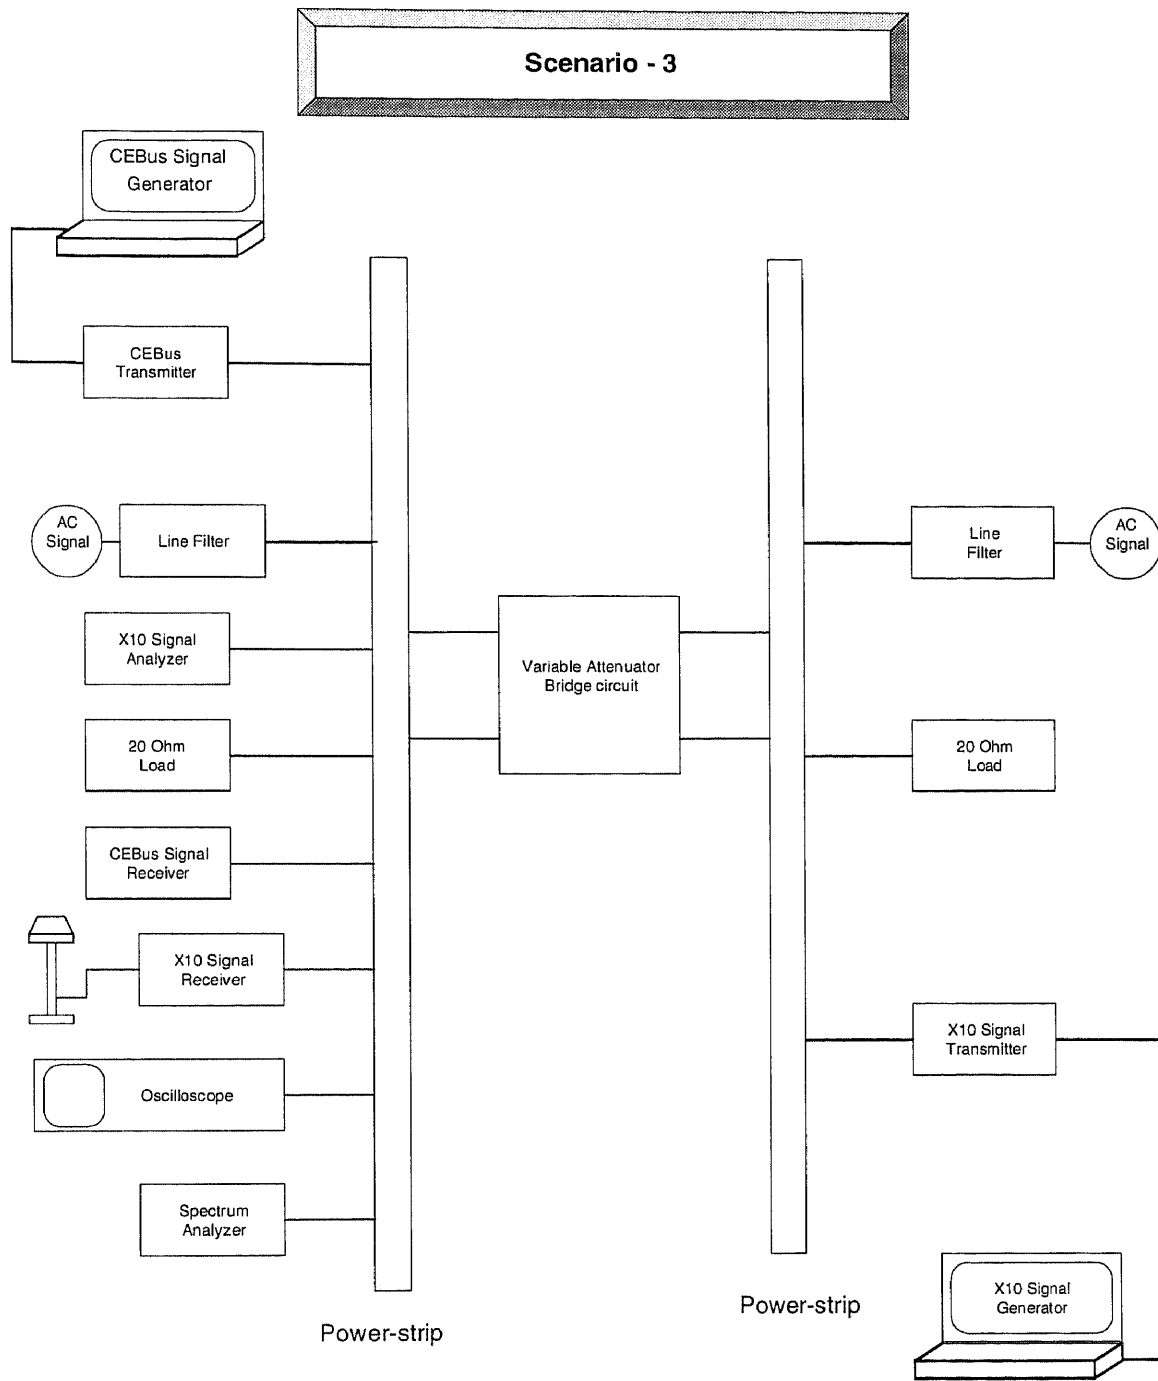 Scenario - 3
CEBus Signal
Generator
CEBus
Transmitter
AC
Signal
Line Filter
X10 Signal
Analyzer
20 Ohm
Load
CEBus Signal
Receiver
X10 Signal
Receiver
Oscilloscope
Spectrum
Analyzer
Power-strip
Variable Attenuator
Bridge circuit
Line
Filter
AC
Signal
20 Ohm
Load
X10 Signal
Transmitter
X10 Signal
Generator
Power-strip